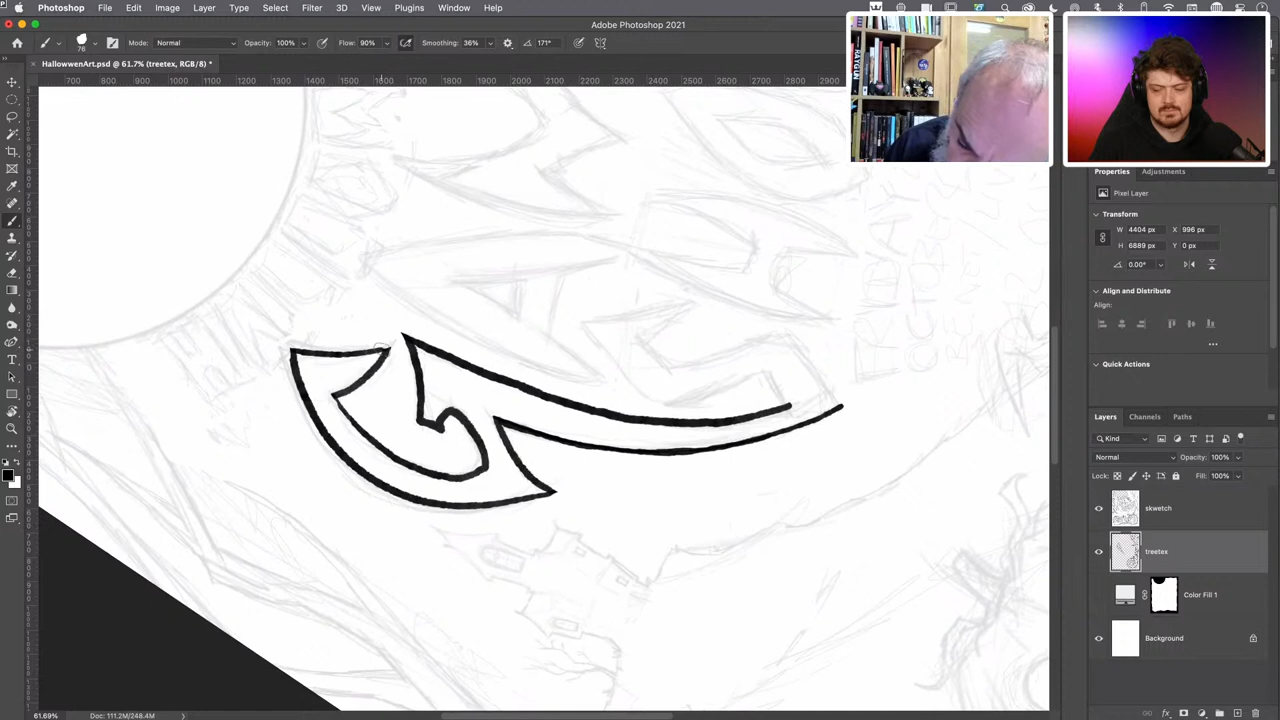 Photoshop File Edit Image Layer Type Select Filter 3D View Plugins Window Help
Adobe Photoshop 2021
76 Mode: Normal Opacity: 100% Flow: 90% Smoothing: 36% 171°
HallowwenArt.psd @ 61.7% (treetex, RGB/8) *
700 800 900 1000 1100 1200 1300 1400 1500 1600 1700 1800 1900 2000 2100 2200 2300 2400 2500 2600 2700 2800 2900
RAYGUN
Properties Adjustments
Pixel Layer
Transform
W 4404 px X 996 px
H 6889 px Y 0 px
0.00°
Align and Distribute
Align:
Quick Actions
Layers Channels Paths
Kind
Normal Opacity: 100%
Lock: Fill: 100%
skwetch
treetex
Color Fill 1
Background
61.69% Doc: 111.2M/248.4M